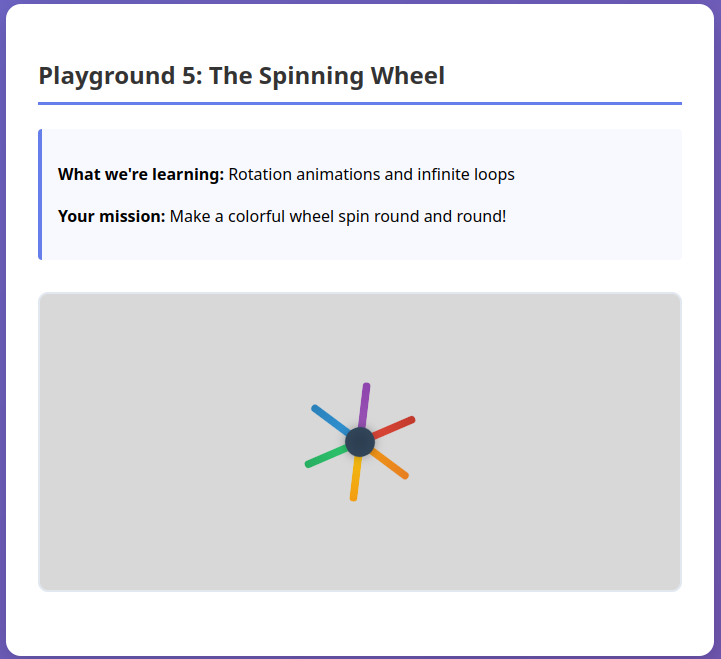 Playground 5: The Spinning Wheel
What we're learning: Rotation animations and infinite loops
Your mission: Make a colorful wheel spin round and round!